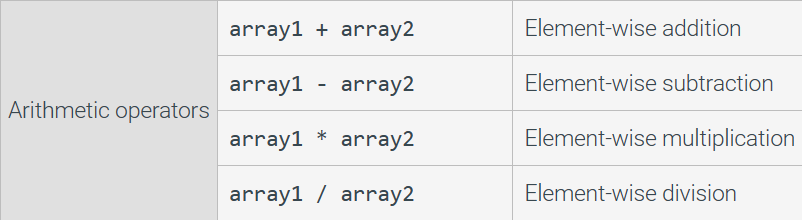 Arithmetic operators
array1 + array2 Element-wise addition
array1 - array2 Element-wise subtraction
array1 * array2 Element-wise multiplication
array1 / array2 Element-wise division